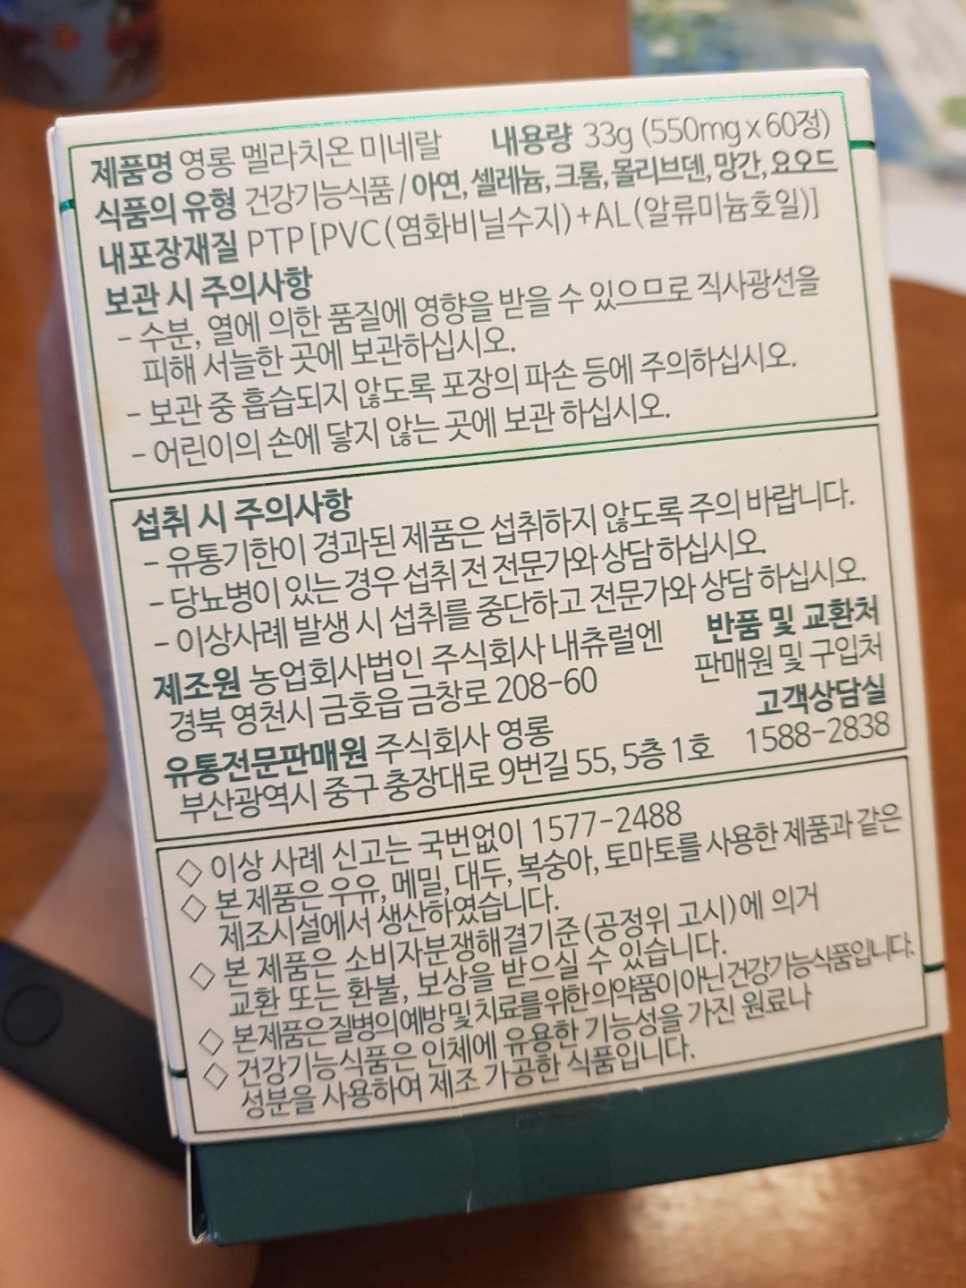 제품명 영롱 멜라치온 미네랄 내용량 33g (550mg x 60정)
식품의 유형 건강기능식품 / 아연, 셀레늄, 크롬, 몰리브덴, 망간, 요오드
내포장재질 PTP [PVC (염화비닐수지) + AL (알류미늄호일)]
보관 시 주의사항
- 수분, 열에 의한 품질에 영향을 받을 수 있으므로 직사광선을
피해 서늘한 곳에 보관하십시오.
- 보관 중 흡습되지 않도록 포장의 파손 등에 주의하십시오.
- 어린이의 손에 닿지 않는 곳에 보관 하십시오.
섭취 시 주의사항
- 유통기한이 경과된 제품은 섭취하지 않도록 주의 바랍니다.
- 당뇨병이 있는 경우 섭취 전 전문가와 상담 하십시오.
- 이상사례 발생 시 섭취를 중단하고 전문가와 상담 하십시오.
제조원 농업회사법인 주식회사 내츄럴엔
경북 영천시 금호읍 금창로 208-60
유통전문판매원 주식회사 영롱
부산광역시 중구 충장대로 9번길 55, 5층 1호
반품 및 교환처
판매원 및 구입처
고객상담실
1588-2838
◇ 이상 사례 신고는 국번없이 1577-2488
◇ 본 제품은 우유, 메밀, 대두, 복숭아, 토마토를 사용한 제품과 같은
제조시설에서 생산하였습니다.
◇ 본 제품은 소비자분쟁해결기준 (공정위 고시)에 의거
교환 또는 환불, 보상을 받으실 수 있습니다.
◇ 본 제품은 질병의 예방 및 치료를 위한 의약품이 아닌 건강기능식품입니다.
◇ 건강기능식품은 인체에 유용한 기능성을 가진 원료나
성분을 사용하여 제조 가공한 식품입니다.